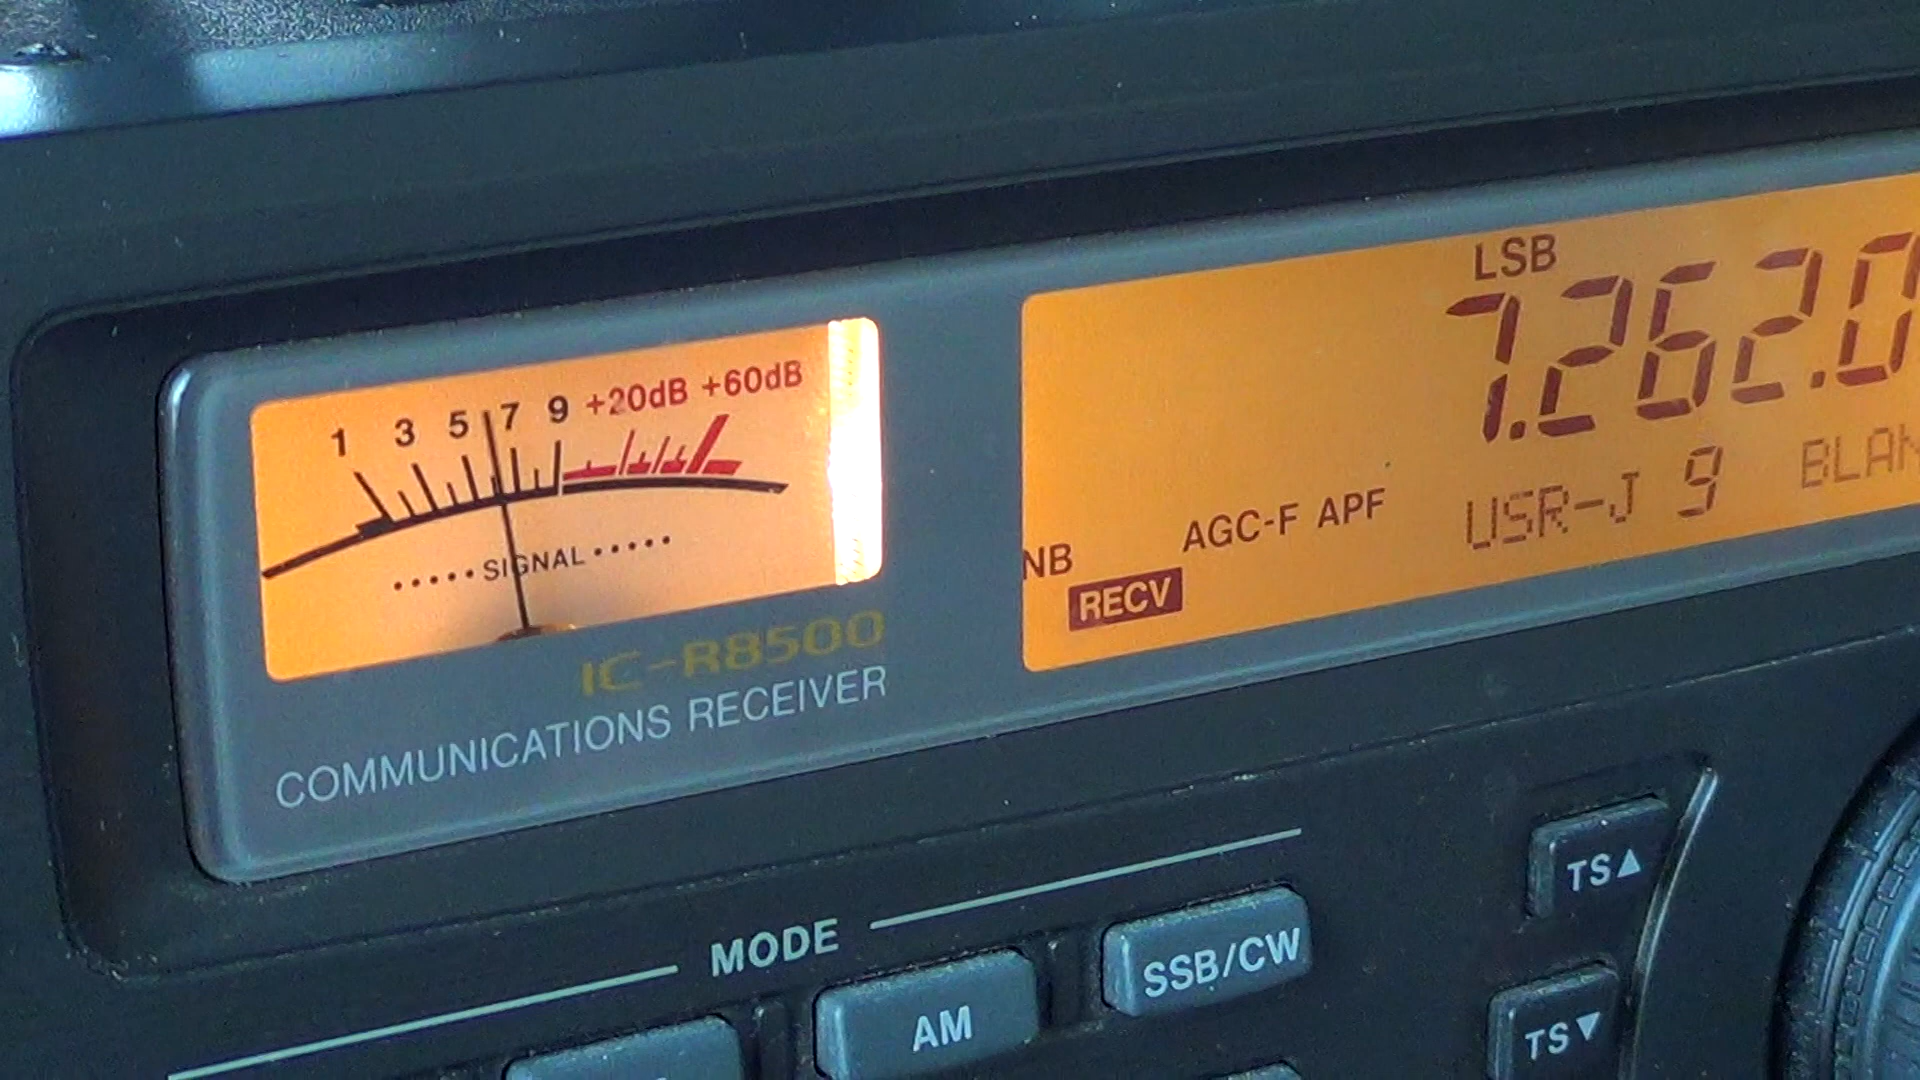 LSB
7.262.0
1 3 5 7 9 +20dB +60dB
AGC-F APF USR-J 9
NB
RECV
SIGNAL
IC-R8500
COMMUNICATIONS RECEIVER
MODE
TS▲
AM SSB/CW
TS▼